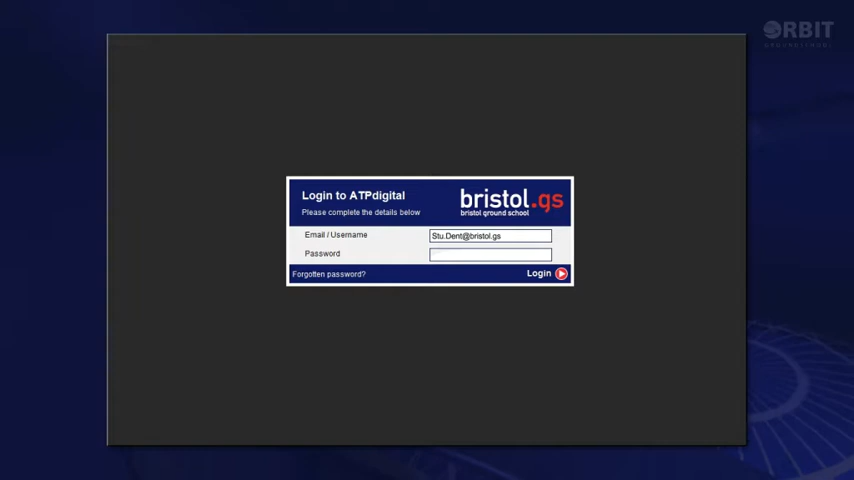 ORBIT
GROUNDSCHOOL
Login to ATPdigital
Please complete the details below
bristol.gs
bristol ground school
Email / Username
Stu.Dent@bristol.gs
Password
Forgotten password?
Login